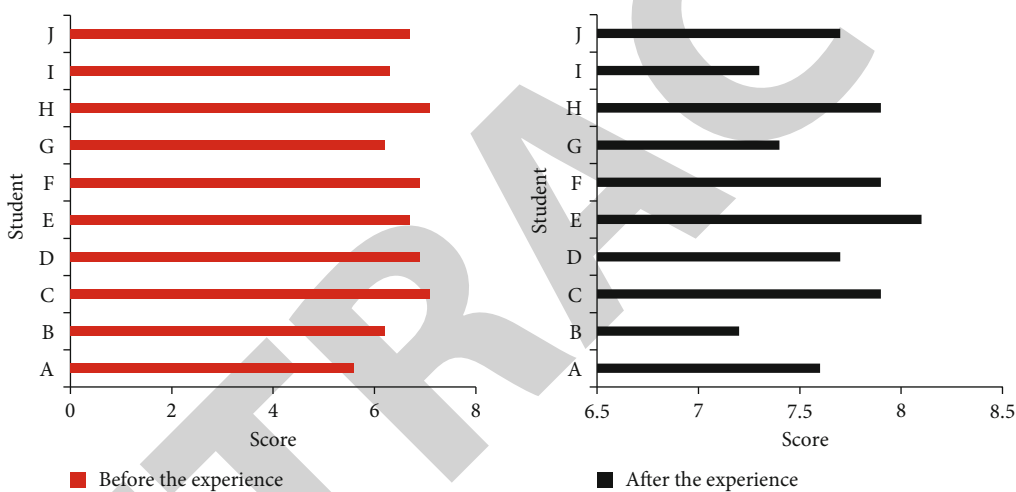 J
I
H
G
F
E
D
C
B
A
Student
0 2 4 6 8
Score
Before the experience
J
I
H
G
F
E
D
C
B
A
Student
6.5 7 7.5 8 8.5
Score
After the experience
TRAC